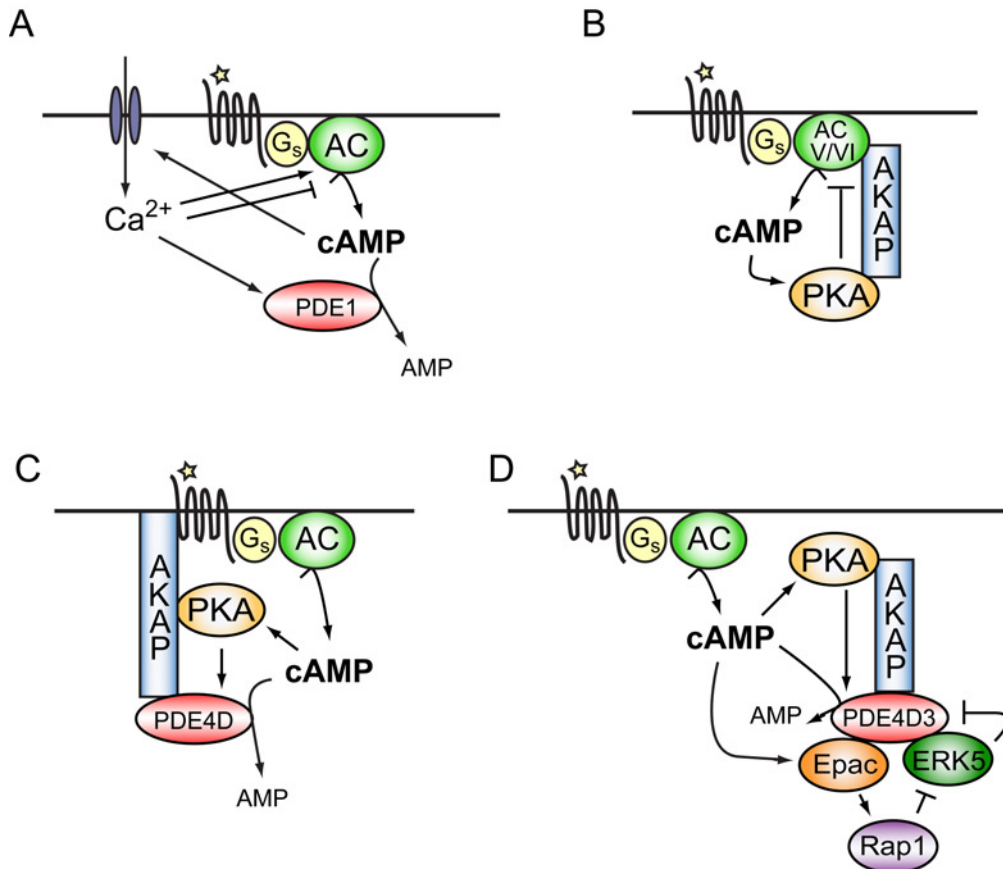 A
Gs
AC
Ca2+
cAMP
PDE1
AMP
B
Gs
AC
V/VI
AKAP
cAMP
PKA
C
Gs
AC
AKAP
PKA
cAMP
PDE4D
AMP
D
Gs
AC
PKA
AKAP
cAMP
AMP
PDE4D3
Epac
ERK5
Rap1